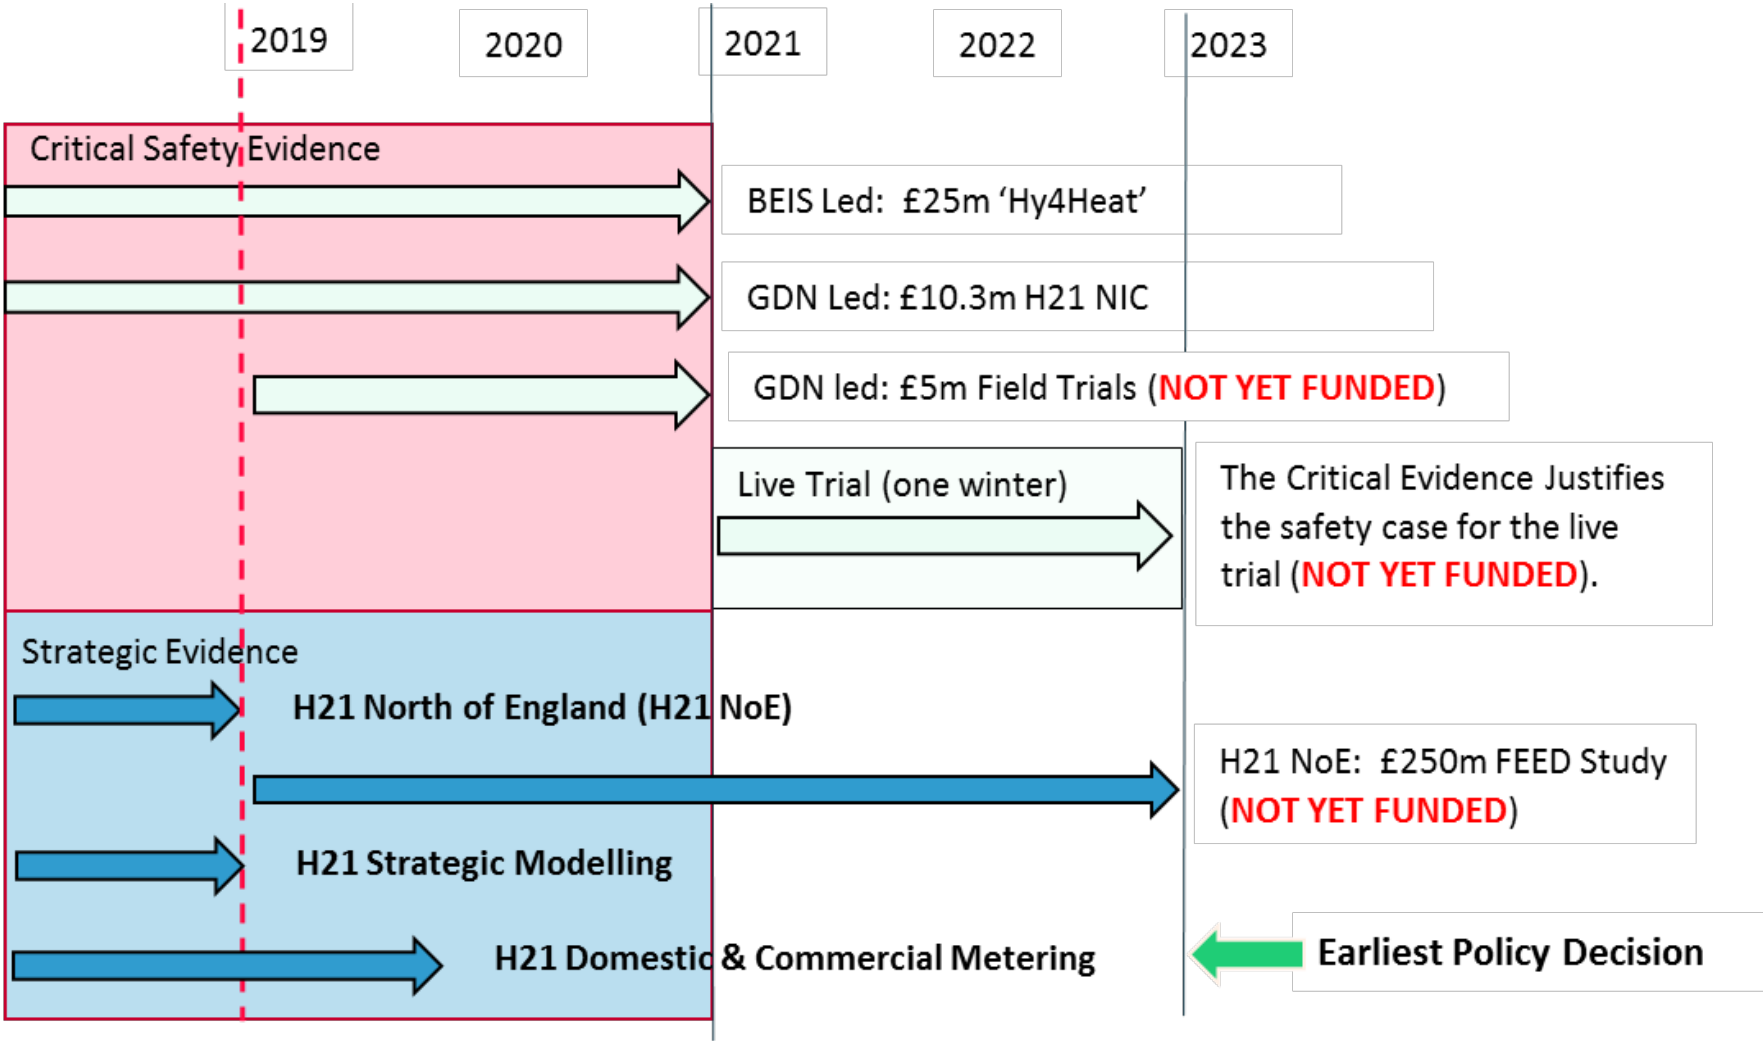 2019
2020
2021
2022
2023
Critical Safety Evidence
BEIS Led:  £25m ‘Hy4Heat’
GDN Led: £10.3m H21 NIC
GDN led: £5m Field Trials (NOT YET FUNDED)
Live Trial (one winter)
The Critical Evidence Justifies
the safety case for the live
trial (NOT YET FUNDED).
Strategic Evidence
H21 North of England (H21 NoE)
H21 NoE:  £250m FEED Study
(NOT YET FUNDED)
H21 Strategic Modelling
H21 Domestic & Commercial Metering
Earliest Policy Decision